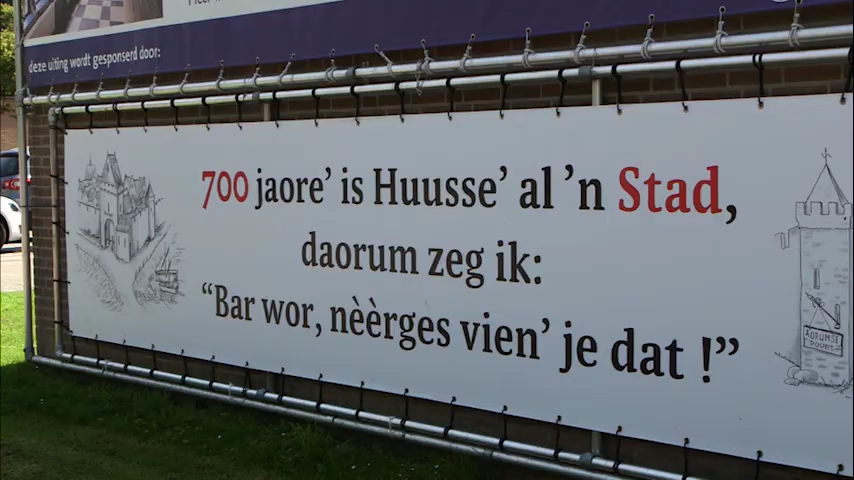 deze uiting wordt gesponserd door:
700 jaore’ is Huusse’ al ’n Stad,
daorum zeg ik:
“Bar wor, nèèrges vien’ je dat !”